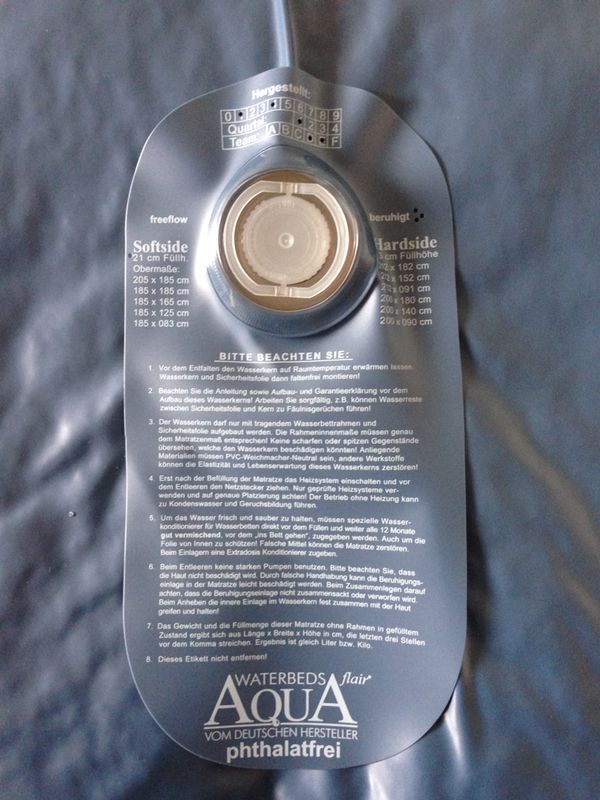 Hergestellt:
0 2 3 5 6 7 8 9
Quartal: 2 3 4
Team: A B C F
freeflow
beruhigt
Softside
Hardside
21 cm Füllh.
cm Füllhöhe
Obermaße:
x 182 cm
205 x 185 cm
x 152 cm
185 x 185 cm
x 091 cm
185 x 165 cm
200 x 180 cm
185 x 125 cm
200 x 140 cm
185 x 083 cm
200 x 090 cm
BITTE BEACHTEN SIE:
1. Vor dem Entfalten den Wasserkern auf Raumtemperatur erwärmen lassen.
Wasserkern und Sicherheitsfolie dann faltenfrei montieren!
2. Beachten Sie die Anleitung sowie Aufbau- und Garantieerklärung vor dem
Aufbau dieses Wasserkerns! Arbeiten Sie sorgfältig, z.B. können Wasserreste
zwischen Sicherheitsfolie und Kern zu Fäulnisgerüchen führen!
3. Der Wasserkern darf nur mit tragendem Wasserbettrahmen und
Sicherheitsfolie aufgebaut werden. Die Rahmeninnenmaße müssen genau
dem Matratzenmaß entsprechen! Keine scharfen oder spitzen Gegenstände
übersehen, welche den Wasserkern beschädigen könnten! Anliegende
Materialien müssen PVC-Weichmacher-Neutral sein, andere Werkstoffe
können die Elastizität und Lebenserwartung dieses Wasserkerns zerstören!
4. Erst nach der Befüllung der Matratze das Heizsystem einschalten und vor
dem Entleeren den Netzstecker ziehen. Nur geprüfte Heizsysteme ver-
wenden und auf genaue Platzierung achten! Der Betrieb ohne Heizung kann
zu Kondenswasser und Geruchsbildung führen.
5. Um das Wasser frisch und sauber zu halten, müssen spezielle Wasser-
konditionierer für Wasserbetten direkt vor dem Füllen und weiter alle 12 Monate
gut vermischend, vor dem „ins Bett gehen“, zugegeben werden. Auch um die
Folie von Innen zu schützen! Falsche Mittel können die Matratze zerstören.
Beim Einlagern eine Extradosis Konditionierer zugeben.
6. Beim Entleeren keine starken Pumpen benutzen. Bitte beachten Sie, dass
die Haut nicht beschädigt wird. Durch falsche Handhabung kann die Beruhigungs-
einlage in der Matratze leicht beschädigt werden. Beim Zusammenlegen darauf
achten, dass die Beruhigungseinlage nicht zusammensackt oder verworfen wird.
Beim Anheben die innere Einlage im Wasserkern fest zusammen mit der Haut
greifen und halten!
7. Das Gewicht und die Füllmenge dieser Matratze ohne Rahmen in gefülltem
Zustand ergibt sich aus Länge x Breite x Höhe in cm, die letzten drei Stellen
vor dem Komma streichen. Ergebnis ist gleich Liter bzw. Kilo.
8. Dieses Etikett nicht entfernen!
WATERBEDS flair®
AQUA
VOM DEUTSCHEN HERSTELLER
phthalatfrei